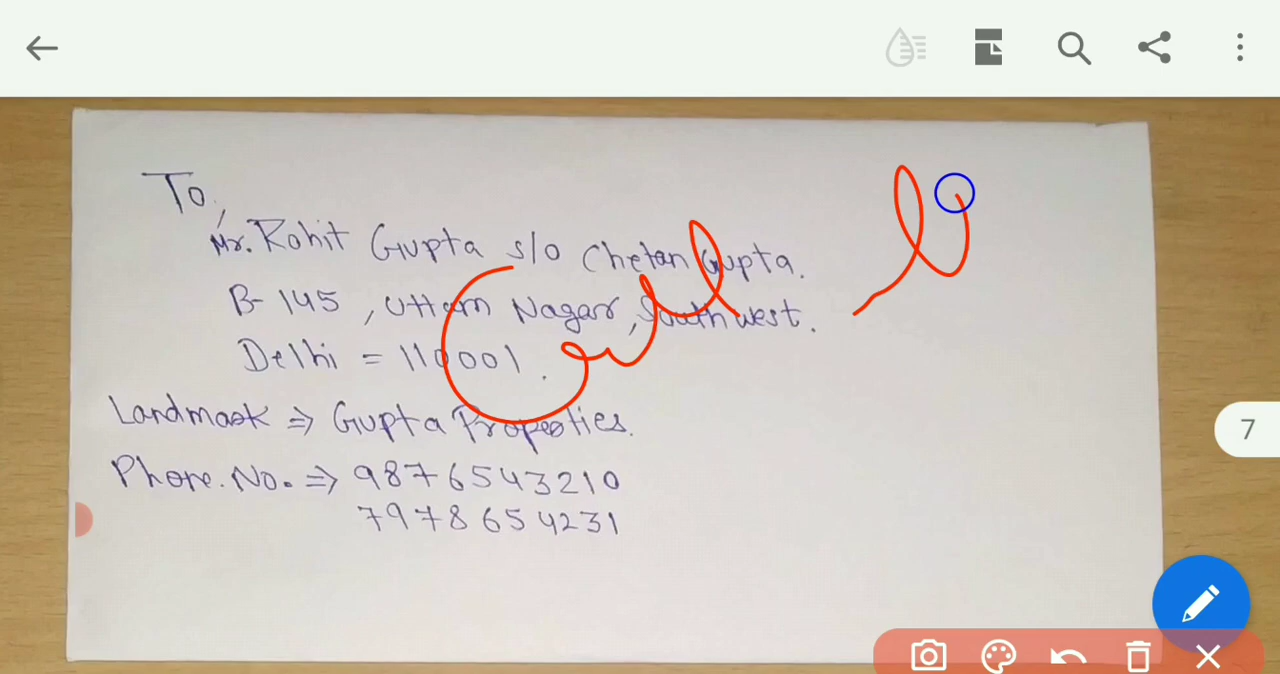 To,
Mr. Rohit Gupta s/o Chetan Gupta.
B-145, Uttam Nagar, South west.
Delhi = 110001.
Landmark => Gupta Properties.
Phone. No. => 9876543210
7978654231
7